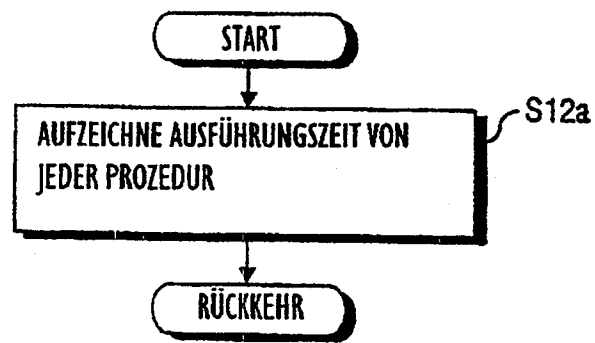 START
AUFZEICHNE AUSFÜHRUNGSZEIT VON
JEDER PROZEDUR
S12a
RÜCKKEHR